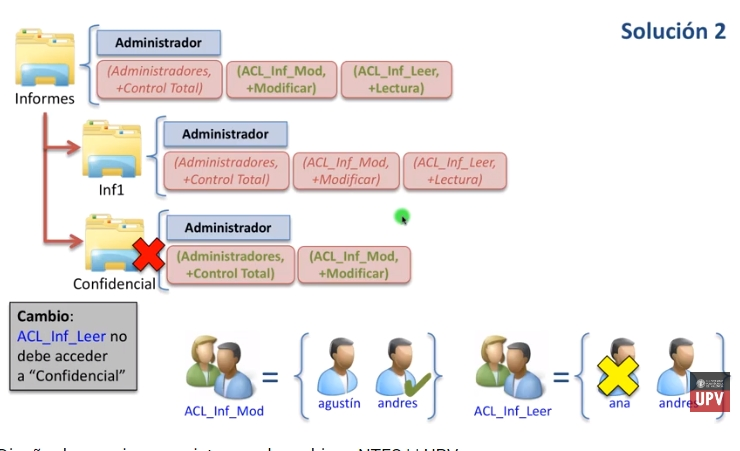 Solución 2
Administrador
(Administradores,
+Control Total)
(ACL_Inf_Mod,
+Modificar)
(ACL_Inf_Leer,
+Lectura)
Informes
Administrador
(Administradores,
+Control Total)
(ACL_Inf_Mod,
+Modificar)
(ACL_Inf_Leer,
+Lectura)
Inf1
Administrador
(Administradores,
+Control Total)
(ACL_Inf_Mod,
+Modificar)
Confidencial
Cambio:
ACL_Inf_Leer no
debe acceder
a “Confidencial”
=
agustín
andres
ACL_Inf_Mod
=
ana
andres
ACL_Inf_Leer
UPV